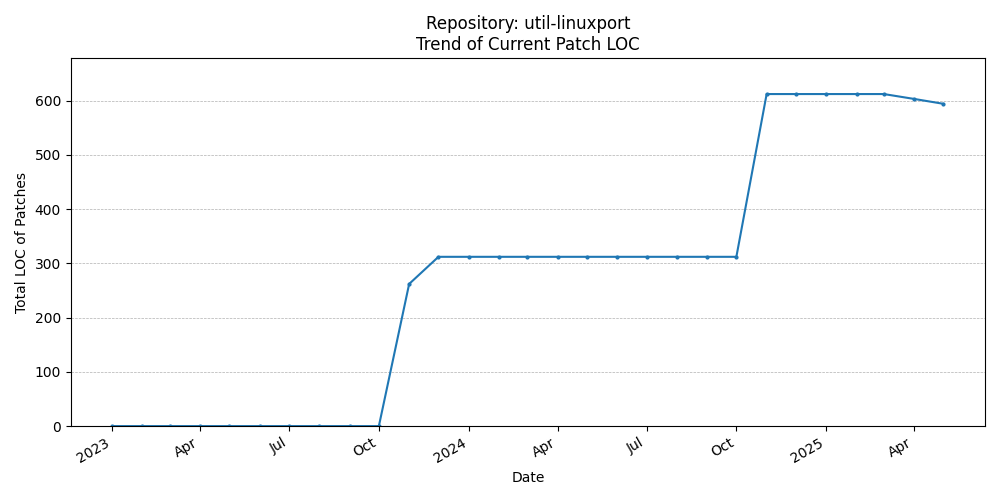 Repository: util-linuxport
Trend of Current Patch LOC
Total LOC of Patches
600
500
400
300
200
100
0
2023
Apr
Jul
Oct
2024
Apr
Jul
Oct
2025
Apr
Date